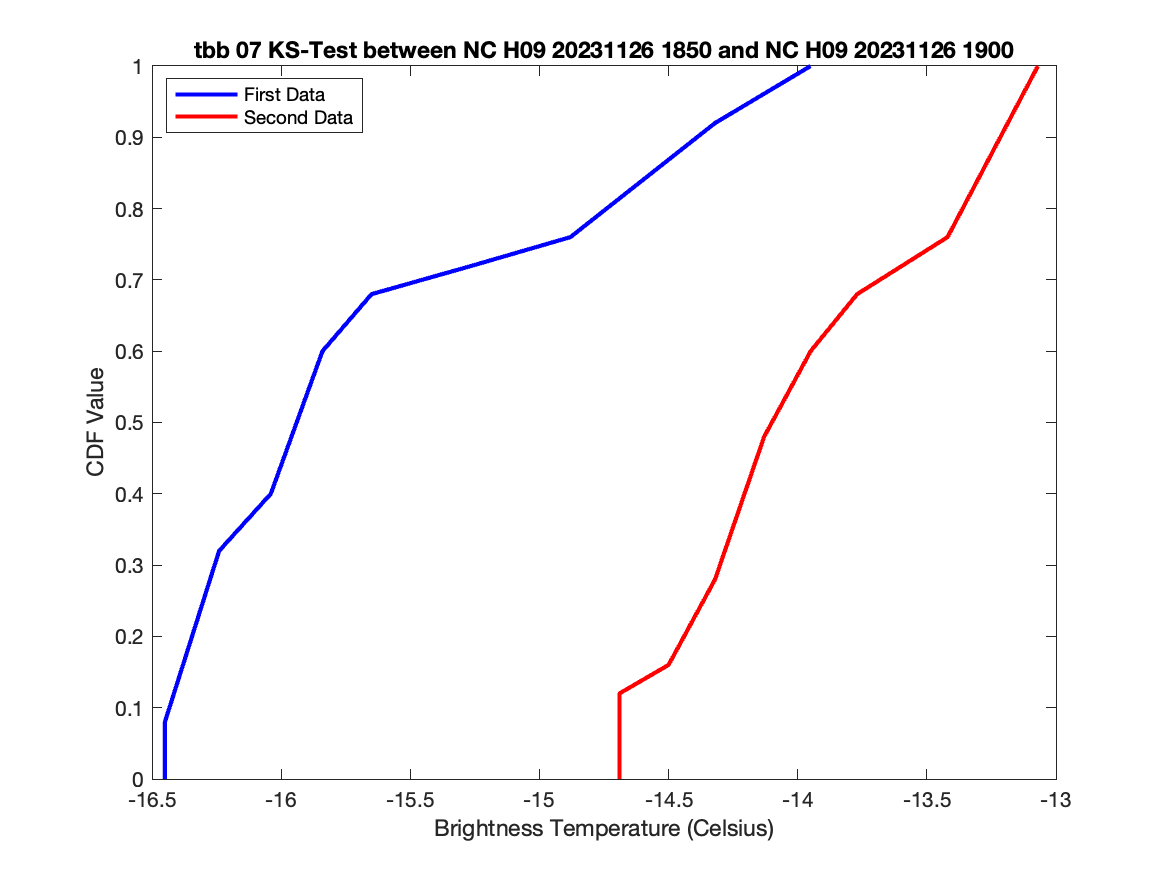 tbb 07 KS-Test between NC H09 20231126 1850 and NC H09 20231126 1900
First Data
Second Data
1
0.9
0.8
0.7
0.6
0.5
0.4
0.3
0.2
0.1
0
CDF Value
-16.5 -16 -15.5 -15 -14.5 -14 -13.5 -13
Brightness Temperature (Celsius)